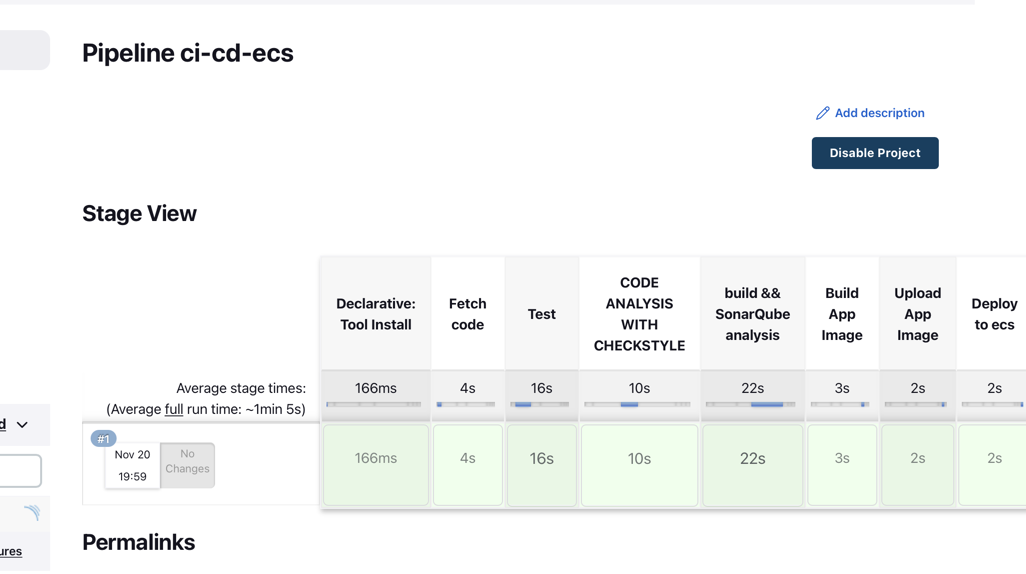 Pipeline ci-cd-ecs
Add description
Disable Project
Stage View
Declarative:
Tool Install
Fetch
code
Test
CODE
ANALYSIS
WITH
CHECKSTYLE
build &&
SonarQube
analysis
Build
App
Image
Upload
App
Image
Deploy
to ecs
Average stage times:
(Average full run time: ~1min 5s)
166ms
4s
16s
10s
22s
3s
2s
2s
#1
Nov 20
19:59
No
Changes
166ms
4s
16s
10s
22s
3s
2s
2s
Permalinks